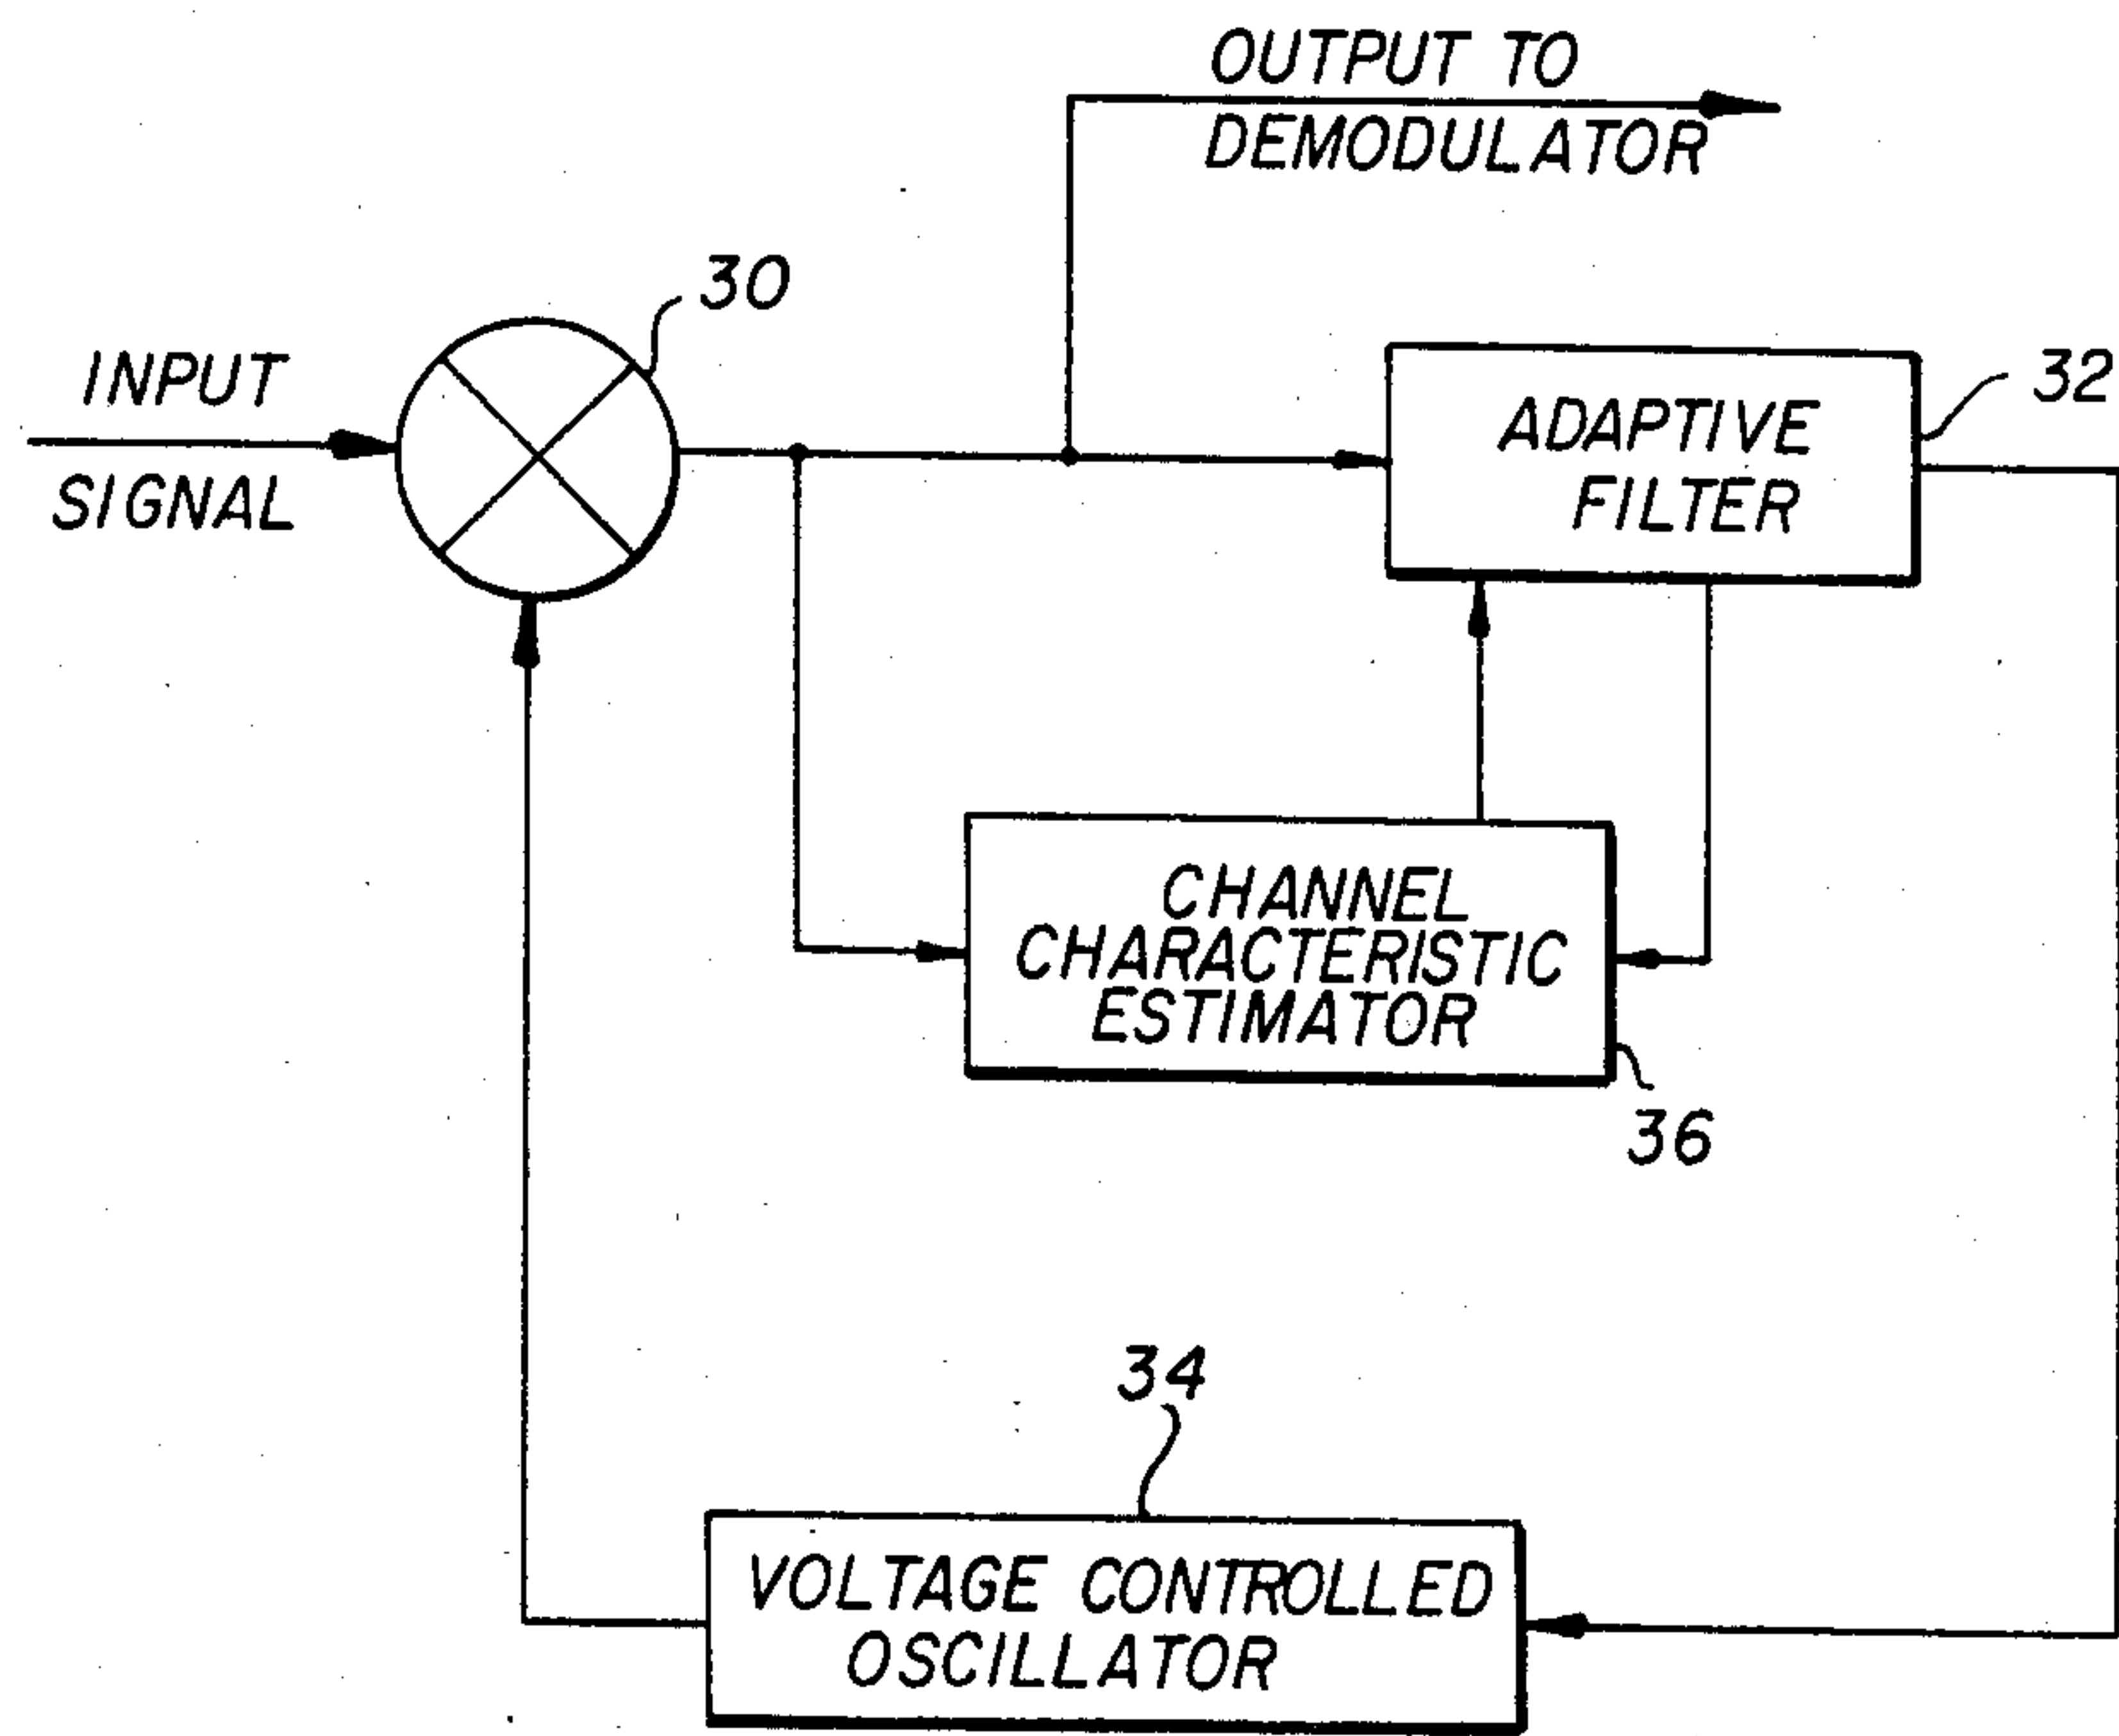 OUTPUT TO
DEMODULATOR
30
INPUT
SIGNAL
32
ADAPTIVE
FILTER
CHANNEL
CHARACTERISTIC
ESTIMATOR
36
34
VOLTAGE CONTROLLED
OSCILLATOR